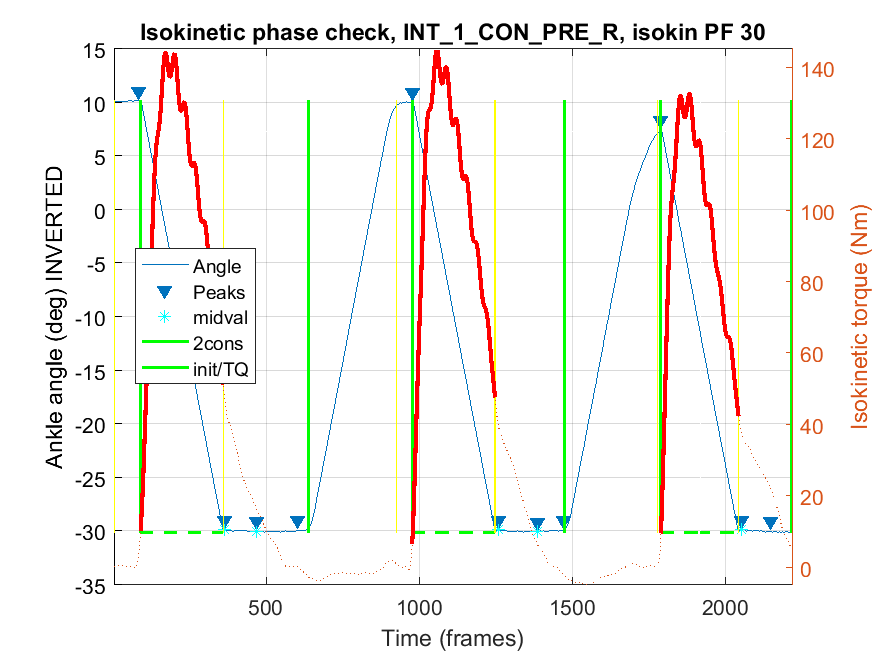 Isokinetic phase check, INT_1_CON_PRE_R, isokin PF 30
15
10
5
0
-5
-10
-15
-20
-25
-30
-35
Ankle angle (deg) INVERTED
Angle
Peaks
midval
2cons
init/TQ
140
120
100
80
60
40
20
0
Isokinetic torque (Nm)
500
1000
1500
2000
Time (frames)